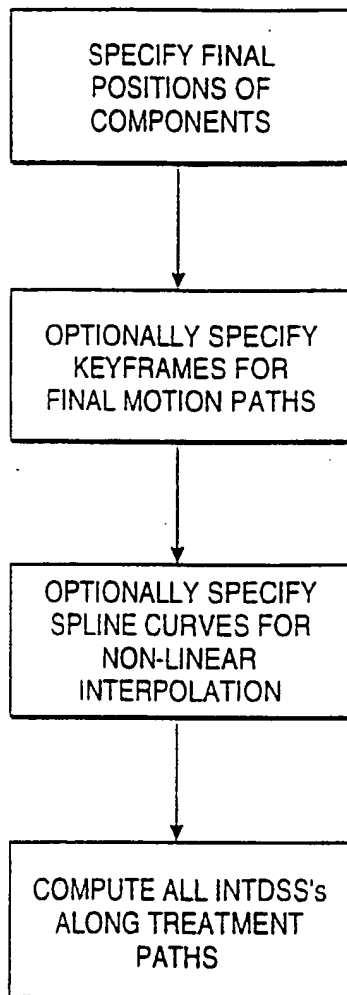 SPECIFY FINAL
POSITIONS OF
COMPONENTS
OPTIONALLY SPECIFY
KEYFRAMES FOR
FINAL MOTION PATHS
OPTIONALLY SPECIFY
SPLINE CURVES FOR
NON-LINEAR
INTERPOLATION
COMPUTE ALL INTDSS's
ALONG TREATMENT
PATHS